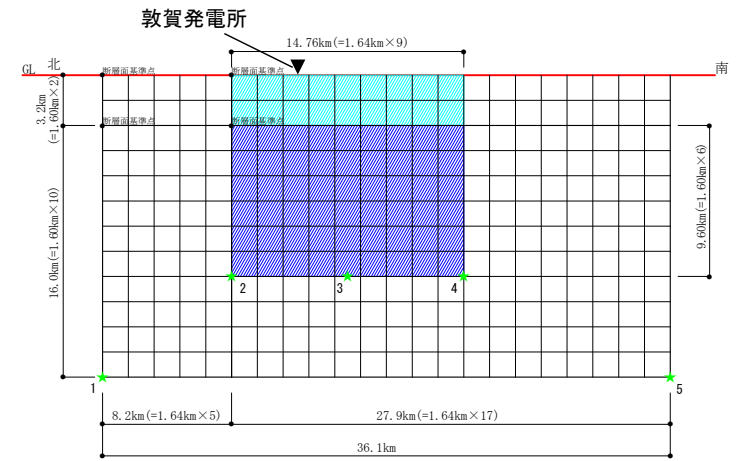 敦賀発電所
14.76km(=1.64km×9)
GL
北
断層面基準点
断層面基準点
南
3.2km
(=1.60km×2)
断層面基準点
断層面基準点
16.0km(=1.60km×10)
9.60km(=1.60km×6)
2
3
4
1
5
8.2km(=1.64km×5)
27.9km(=1.64km×17)
36.1km